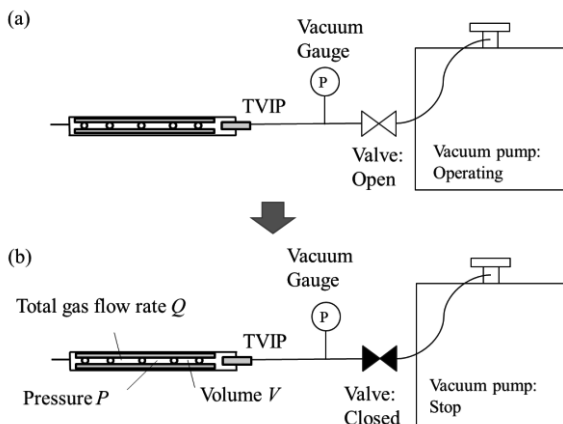 (a)
Vacuum
Gauge
P
TVIP
Valve:
Open
Vacuum pump:
Operating
(b)
Vacuum
Gauge
P
Total gas flow rate Q
TVIP
Pressure P
Volume V
Valve:
Closed
Vacuum pump:
Stop